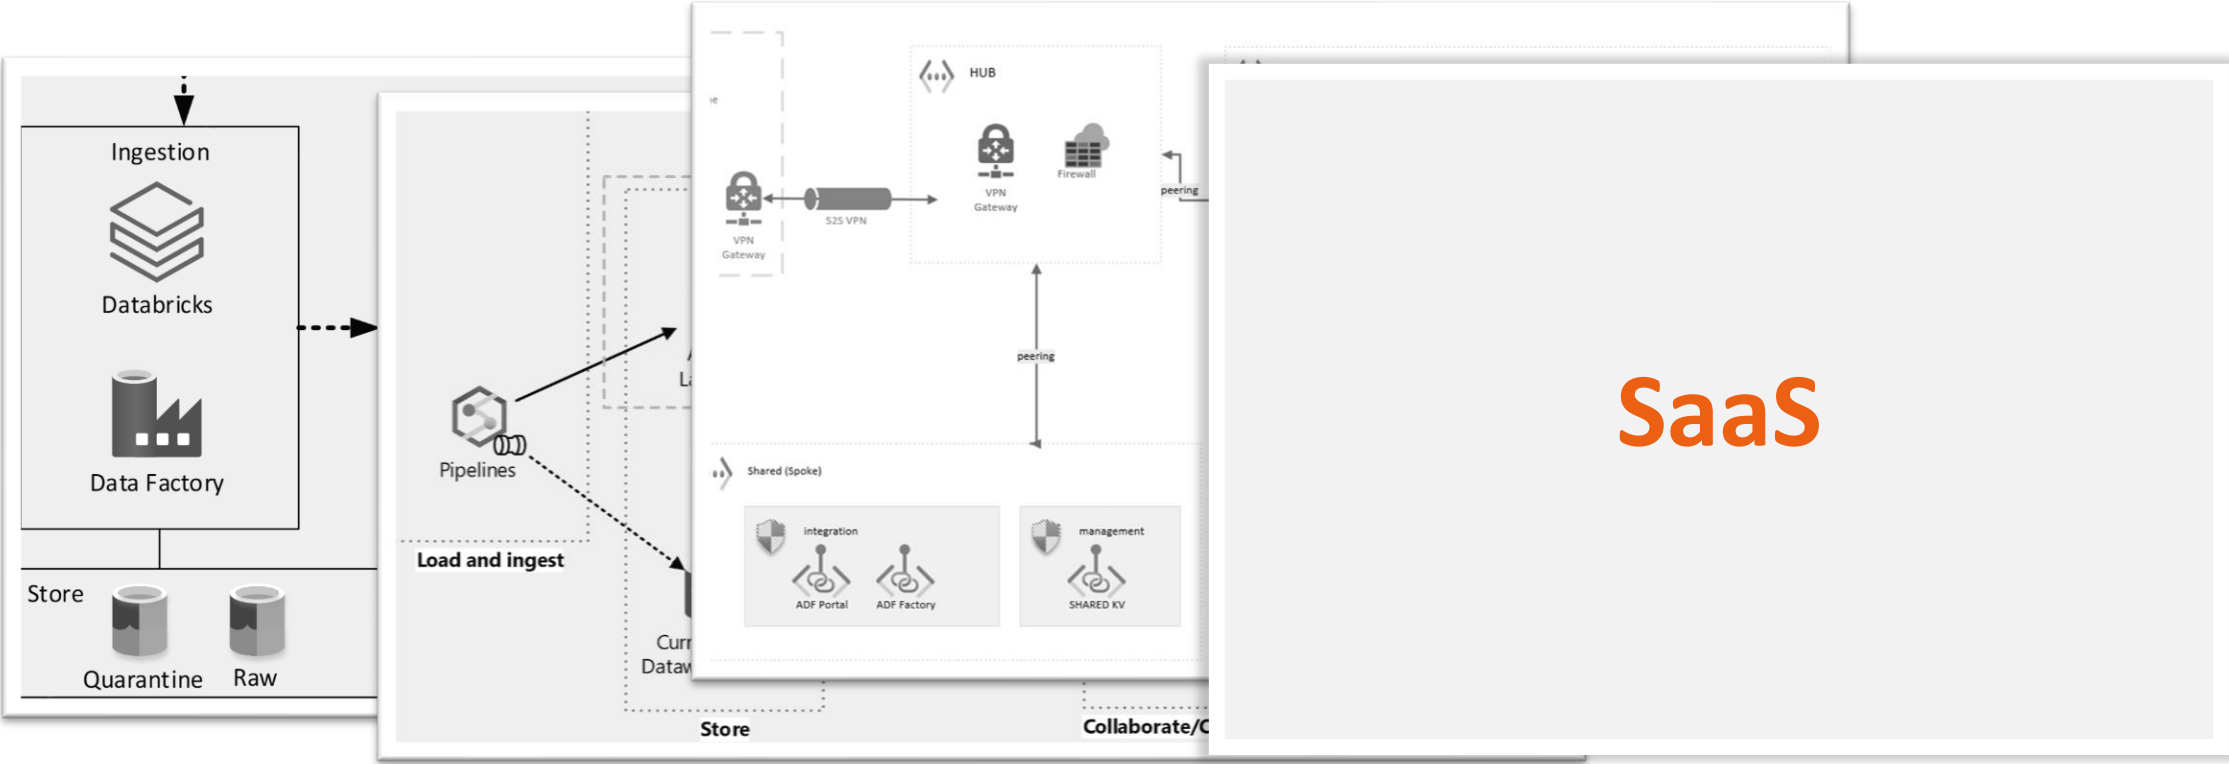 Ingestion
Databricks
Data Factory
Store
Quarantine
Raw
Pipelines
Load and ingest
Store
Collaborate/
HUB
VPN
Gateway
Firewall
peering
S2S VPN
VPN
Gateway
peering
Shared (Spoke)
integration
ADF Portal
ADF Factory
management
SHARED KV
SaaS